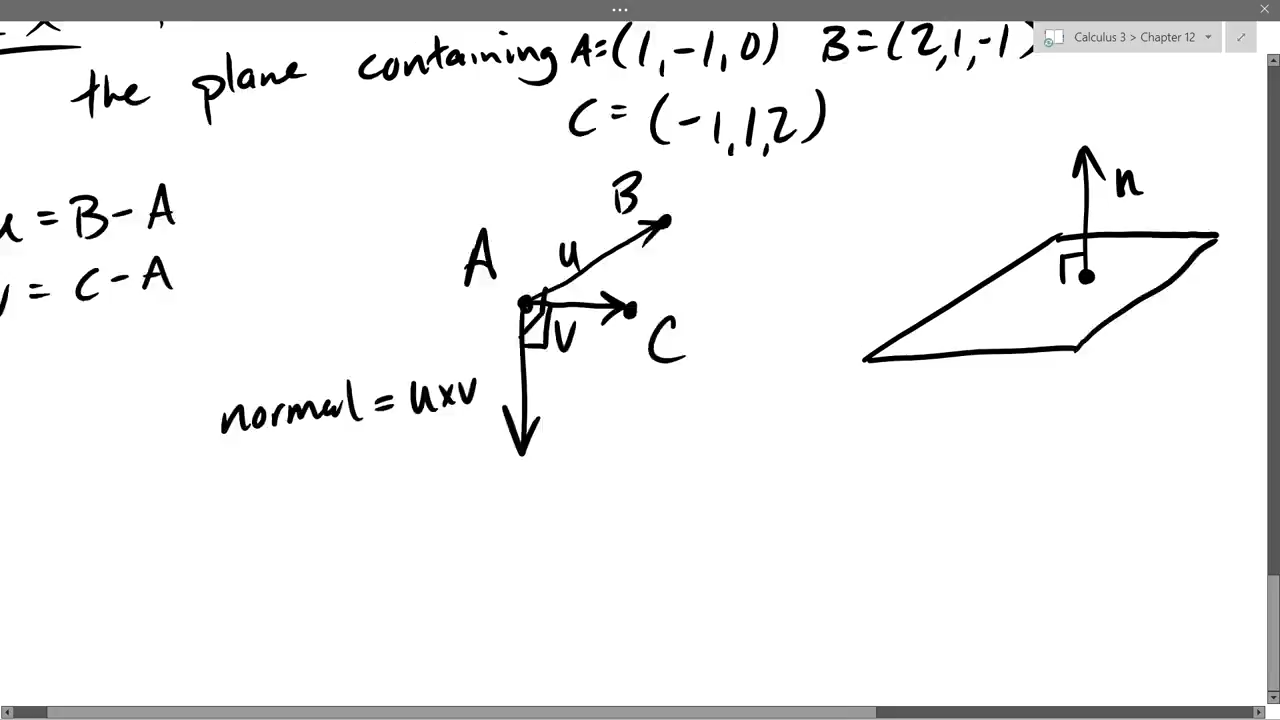 Calculus 3 > Chapter 12
the plane containing A=(1,-1,0) B=(2,1,-1)
C=(-1,1,2)
u = B-A
v = C-A
B
A
u
v
C
n
normal = u×v